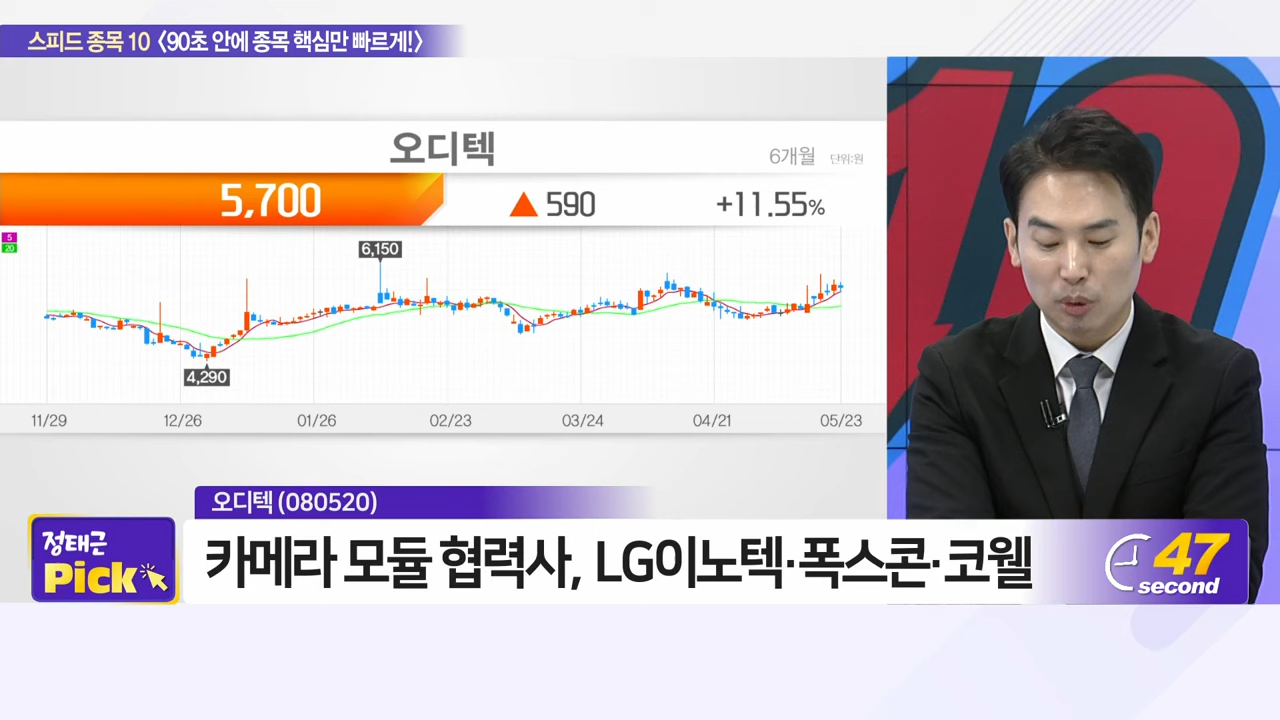 스피드 종목 10 〈90초 안에 종목 핵심만 빠르게!〉
오디텍
6개월 단위:원
5,700 ▲ 590 +11.55%
5
20
6,150
4,290
11/29 12/26 01/26 02/23 03/24 04/21 05/23
오디텍 (080520)
정태근
Pick
카메라 모듈 협력사, LG이노텍·폭스콘·코웰
47
second